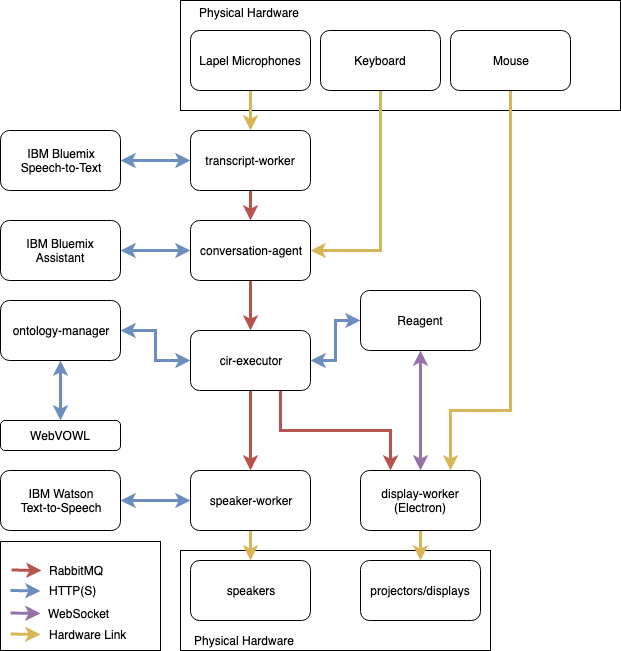 Physical Hardware
Lapel Microphones
Keyboard
Mouse
IBM Bluemix
Speech-to-Text
transcript-worker
IBM Bluemix
Assistant
conversation-agent
ontology-manager
Reagent
cir-executor
WebVOWL
IBM Watson
Text-to-Speech
speaker-worker
display-worker
(Electron)
RabbitMQ
HTTP(S)
WebSocket
Hardware Link
speakers
projectors/displays
Physical Hardware